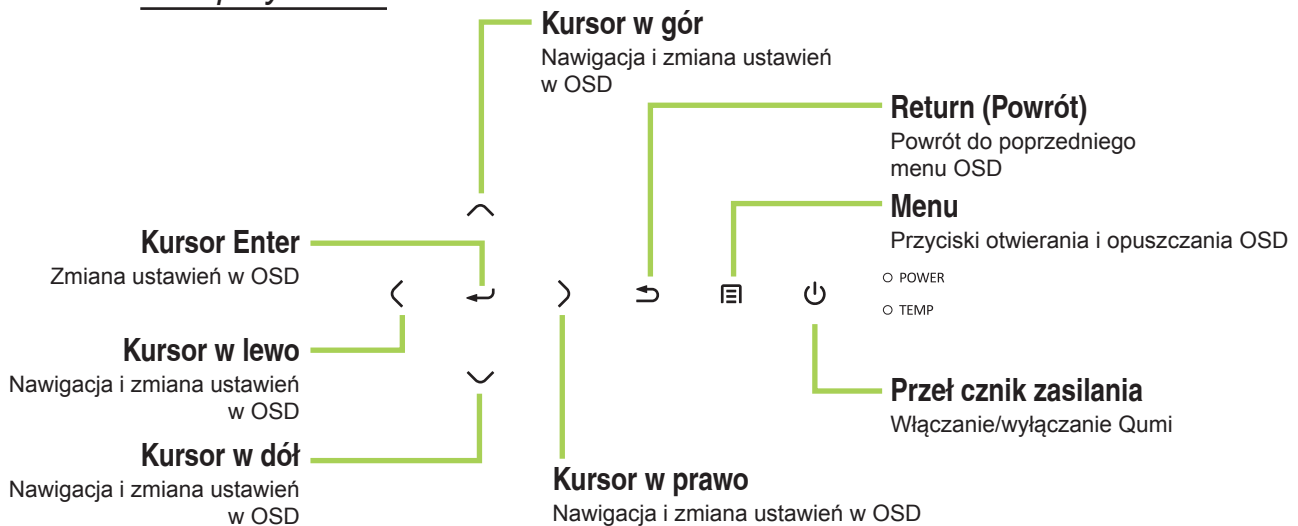 Kursor w gór
Nawigacja i zmiana ustawień
w OSD
Return (Powrót)
Powrót do poprzedniego
menu OSD
Menu
Przyciski otwierania i opuszczania OSD
Kursor Enter
Zmiana ustawień w OSD
POWER
TEMP
Kursor w lewo
Nawigacja i zmiana ustawień
w OSD
Przeł cznik zasilania
Włączanie/wyłączanie Qumi
Kursor w dół
Nawigacja i zmiana ustawień
w OSD
Kursor w prawo
Nawigacja i zmiana ustawień w OSD